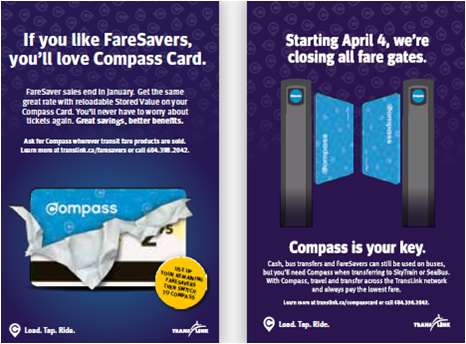 If you like FareSavers,
you'll love Compass Card.
FareSaver sales end in January. Get the same
great rate with reloadable Stored Value on your
Compass Card. You'll never have to worry about
tickets again. Great savings, better benefits.
Ask for Compass wherever transit fare products are sold.
Learn more at translink.ca/faresavers or call 604.398.2042.
Compass
USE UP
YOUR REMAINING
FARESAVERS
THEN SWITCH
TO COMPASS
Load. Tap. Ride.
TRANSLINK
Starting April 4, we're
closing all fare gates.
compass
compass
Compass is your key.
Cash, bus transfers and FareSavers can still be used on buses,
but you'll need Compass when transferring to SkyTrain or SeaBus.
With Compass, travel and transfer across the TransLink network
and always pay the lowest fare.
Learn more at translink.ca/compasscard or call 604.398.2042.
Load. Tap. Ride.
TRANSLINK